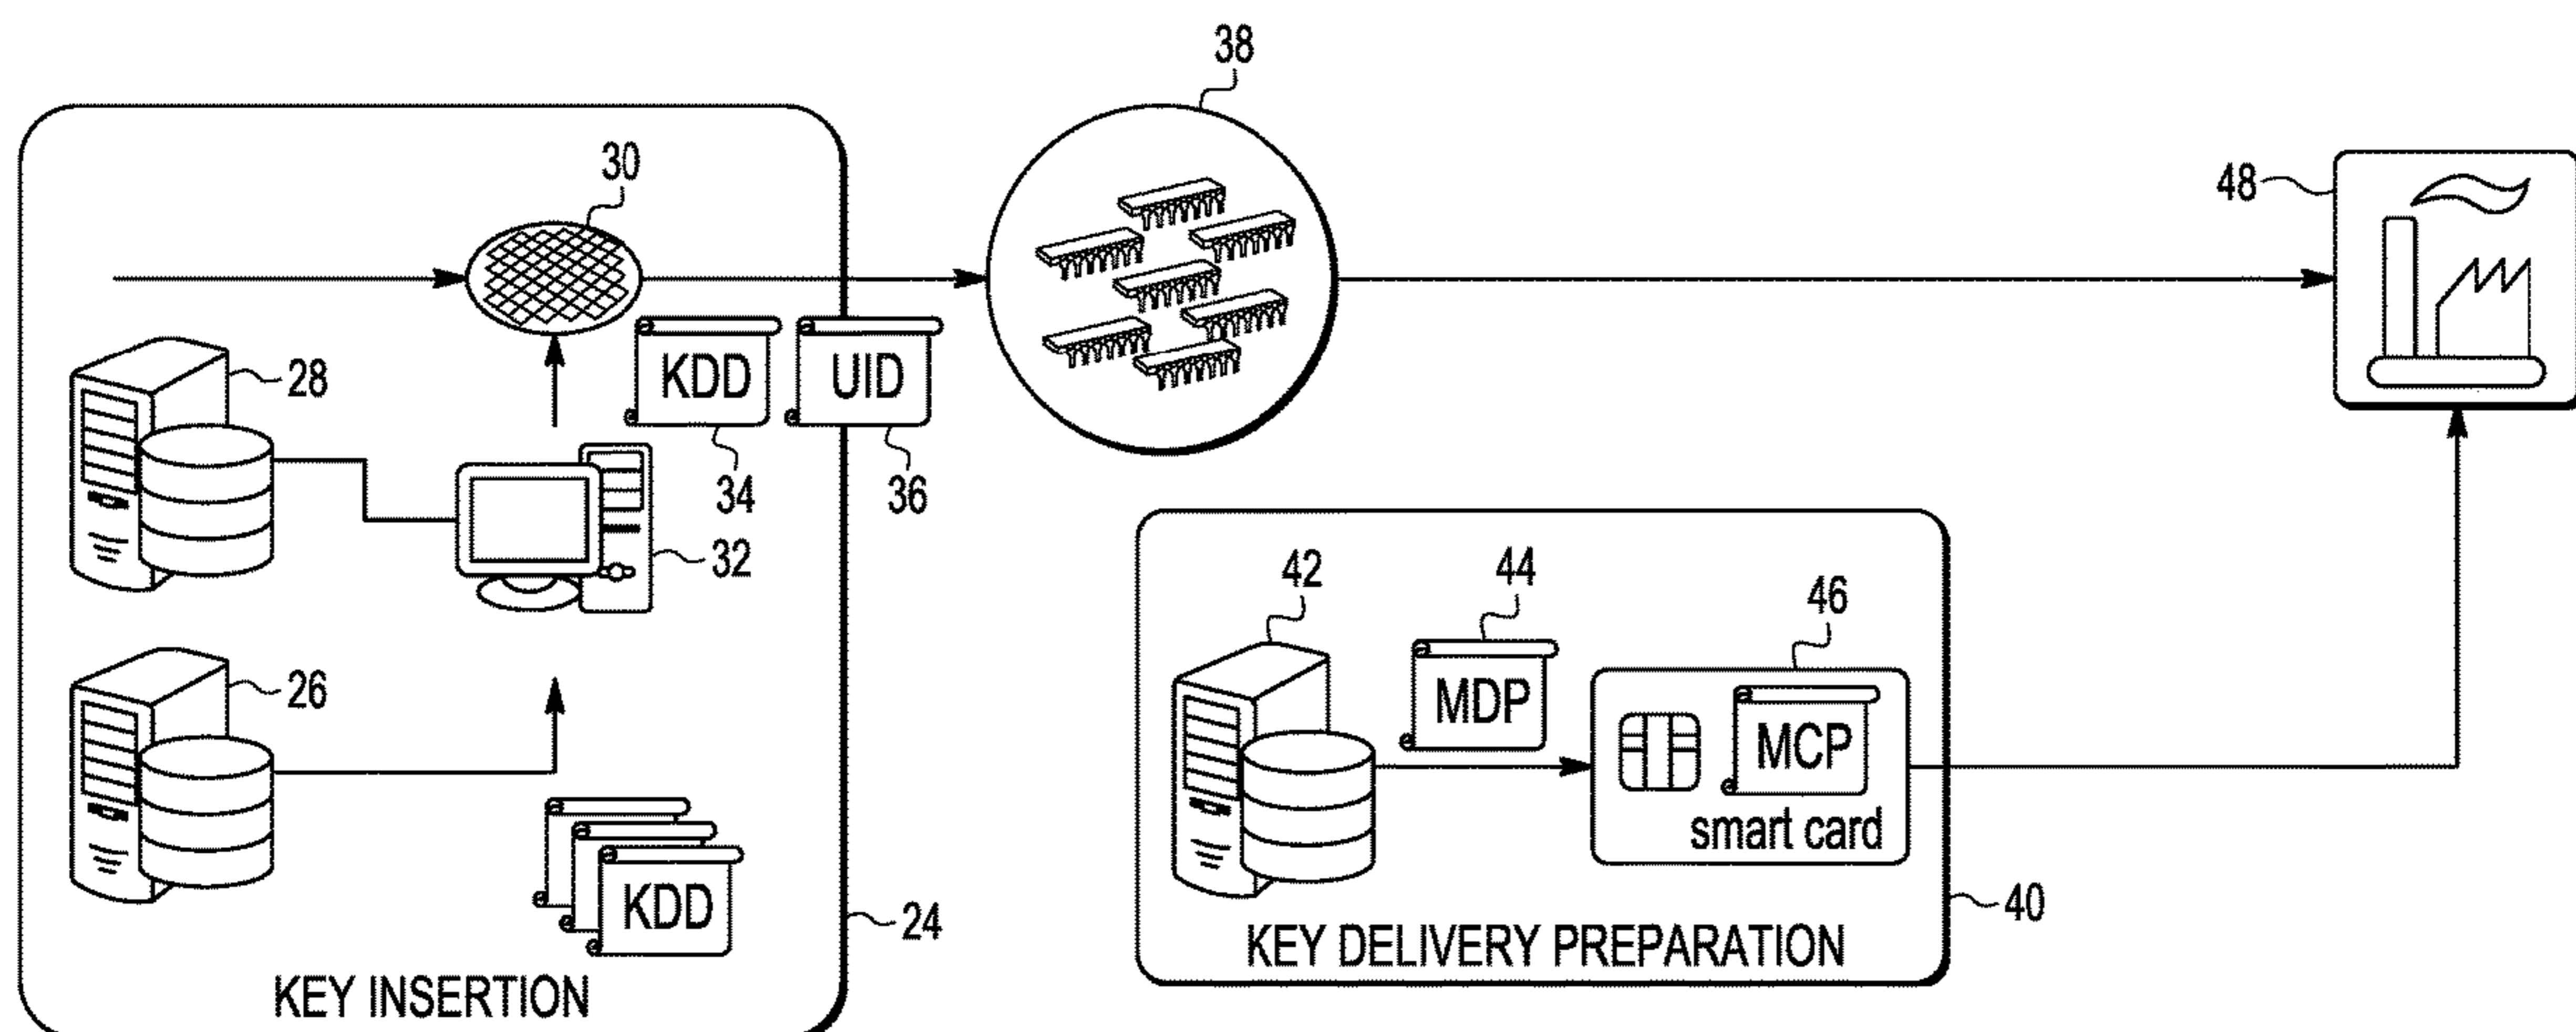 38
30
48
28
KDD
UID
34
36
32
42
44
46
26
MDP
MCP
smart card
KDD
24
40
KEY DELIVERY PREPARATION
KEY INSERTION